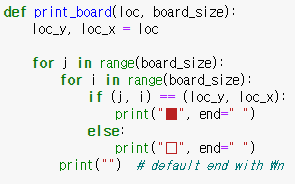 def print_board(loc, board_size):
    loc_y, loc_x = loc
    for j in range(board_size):
        for i in range(board_size):
            if (j, i) == (loc_y, loc_x):
                print("■", end=" ")
            else:
                print("□", end=" ")
        print("")  # default end with ₩n